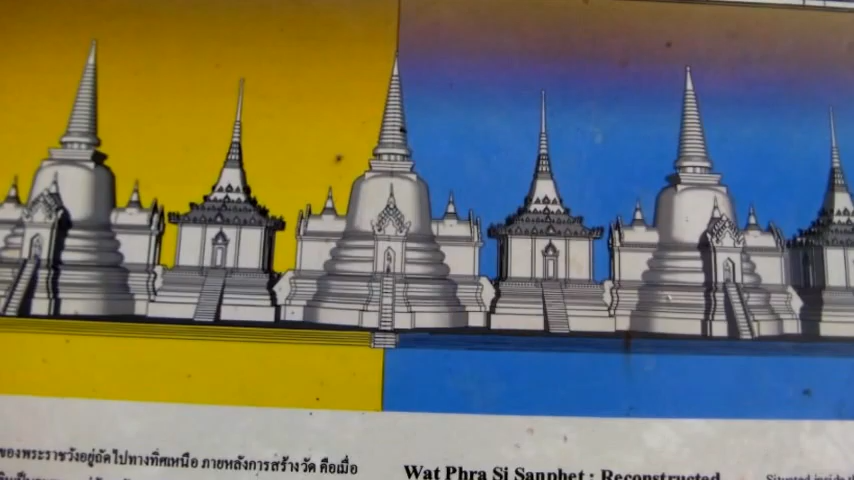 ของพระราชวังอยู่ถัดไปทางทิศเหนือ ภายหลังการสร้างวัด คือเมื่อ
Wat Phra Si Sanphet : Reconstructed
Situated inside